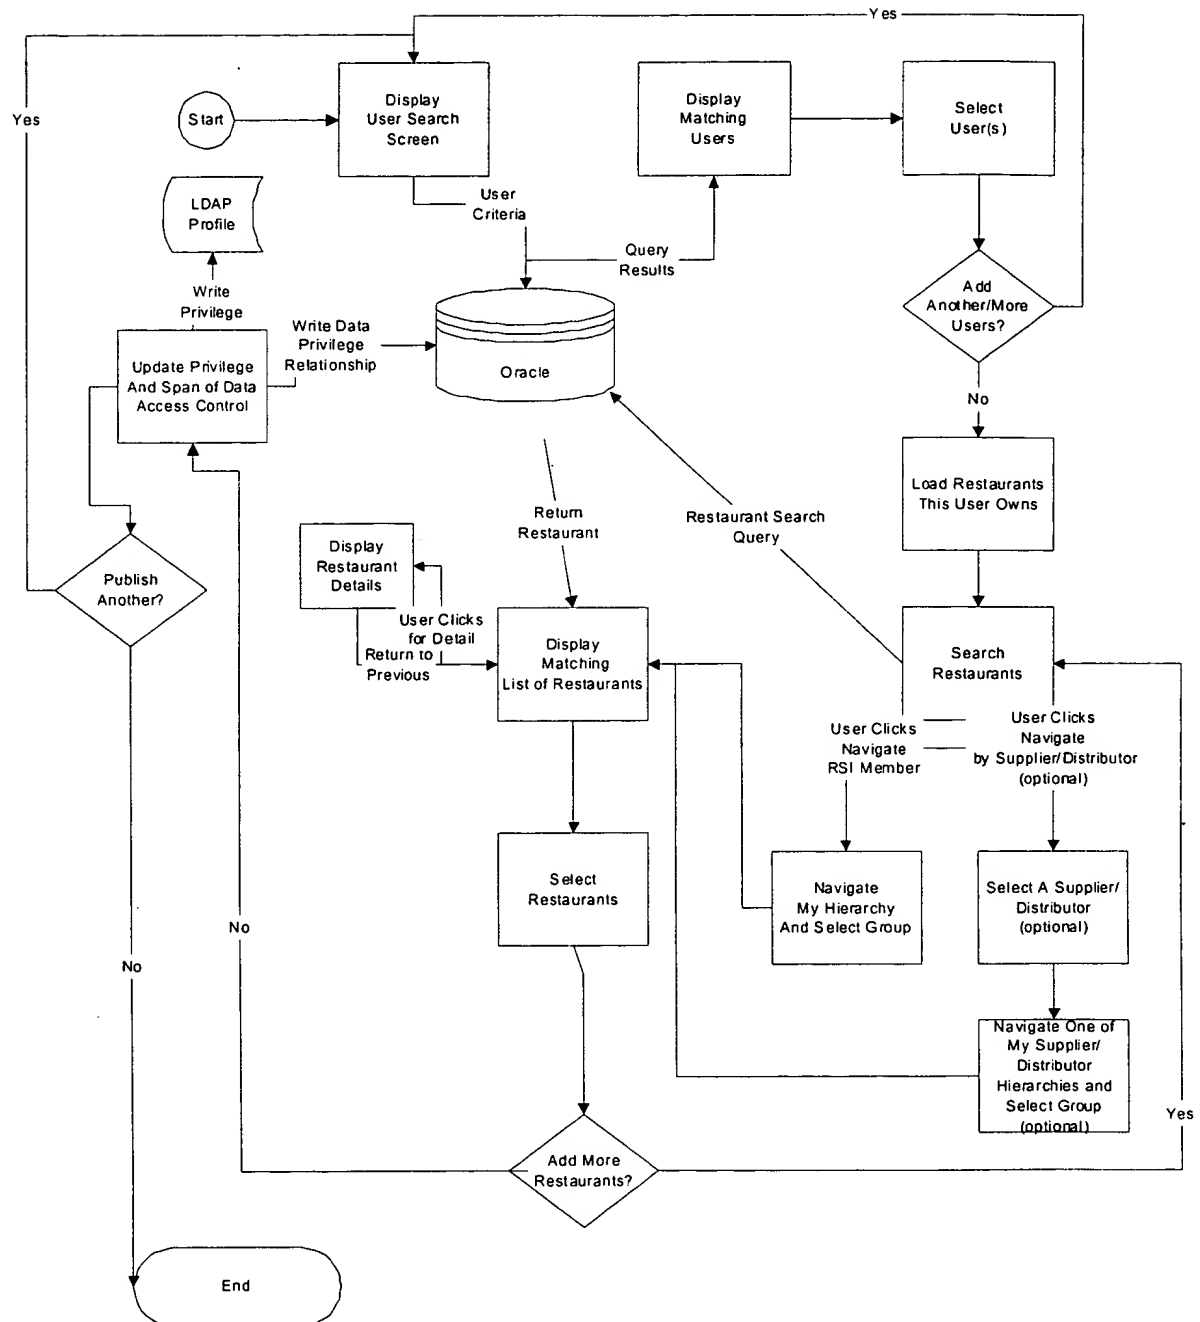 Yes
Yes
Start
Display
User Search
Screen
Display
Matching
Users
Select
User(s)
LDAP
Profile
User
Criteria
Query
Results
Write
Privilege
Add
Another/More
Users?
Write Data
Privilege
Relationship
Update Privilege
And Span of Data
Access Control
Oracle
No
Load Restaurants
This User Owns
Return
Restaurant
Restaurant Search
Query
Display
Restaurant
Details
Publish
Another?
User Clicks
for Detail
Return to
Previous
Display
Matching
List of Restaurants
Search
Restaurants
User Clicks
Navigate
RSI Member
User Clicks
Navigate
by Supplier/Distributor
(optional)
Select
Restaurants
Navigate
My Hierarchy
And Select Group
Select A Supplier/
Distributor
(optional)
No
No
Navigate One of
My Supplier/
Distributor
Hierarchies and
Select Group
(optional)
Yes
Add More
Restaurants?
End